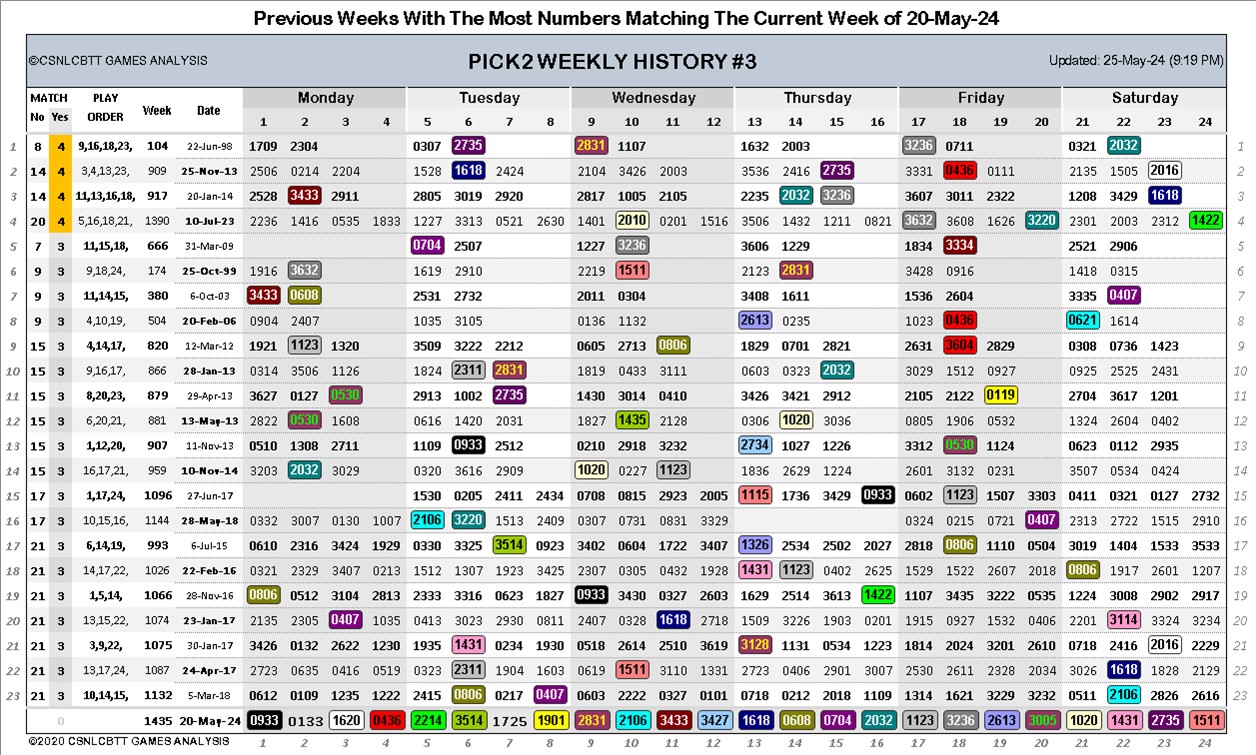 Previous Weeks With The Most Numbers Matching The Current Week of 20-May-24
©CSNLCBTT GAMES ANALYSIS PICK2 WEEKLY HISTORY #3 Updated: 25-May-24 (9:19 PM)
MATCH PLAY Week Date Monday Tuesday Wednesday Thursday Friday Saturday
No Yes ORDER 1 2 3 4 5 6 7 8 9 10 11 12 13 14 15 16 17 18 19 20 21 22 23 24
1 8 4 9,16,18,23, 104 22-Jun-98 1709 2304 0307 2735 2831 1107 1632 2003 3236 0711 0321 2032 1
2 14 4 3,4,13,23, 909 25-Nov-13 2506 0214 2204 1528 1618 2424 2104 3426 2003 3536 2416 2735 3331 0436 0111 2135 1505 2016 2
3 14 4 11,13,16,18, 917 20-Jan-14 2508 3433 2911 2805 3019 2920 2817 1005 2105 3435 2032 3236 3607 3011 2322 1208 3429 1618 3
4 20 4 5,16,18,21, 1390 10-Jul-23 2236 1416 0535 1833 1227 3313 0521 2630 1401 2010 0201 1516 3506 1432 1211 0821 3632 3608 1626 3220 2301 2003 2312 1422 4
5 7 3 11,15,18, 666 31-Mar-09 0704 2507 1227 3236 3606 1229 1834 3334 2521 2906 5
6 9 3 9,18,24, 174 25-Oct-99 1916 3632 1619 2910 2219 1511 2123 2831 3428 0916 1418 0315 6
7 9 3 11,14,15, 380 6-Oct-03 3433 0608 2531 2732 2011 0304 3408 1611 1536 2604 3335 0407 7
8 9 3 4,10,19, 504 20-Feb-06 0904 2407 1035 3105 0136 1132 2613 0235 1023 0436 0621 1614 8
9 15 3 4,14,17, 820 12-Mar-12 1921 1123 1320 3509 3222 2212 0605 2713 0806 1829 0701 2821 2631 3604 2829 0308 0736 1423 9
10 15 3 9,16,17, 866 28-Jan-13 0314 3506 1126 1824 2311 2831 1819 0433 3111 0603 0323 2032 3029 1512 0927 0925 2525 2431 10
11 15 3 8,20,23, 879 29-Apr-13 3627 0127 0530 2913 1002 2735 1430 3014 0410 3426 3421 2912 2105 2122 0119 2704 3617 1201 11
12 15 3 6,20,21, 881 13-May-13 2822 0530 1608 0616 1420 2031 1827 1435 2128 0306 1020 3036 0805 1906 0532 1324 2604 0402 12
13 15 3 1,12,20, 907 11-Nov-13 0510 1308 2711 1109 0933 2512 0210 2918 3232 2734 1027 1226 3312 0530 1124 0623 0112 2935 13
14 15 3 16,17,21, 959 10-Nov-14 3203 2032 3029 0320 3616 2909 1020 0227 1123 1836 2629 1224 2601 3132 0231 3507 0534 0424 14
15 17 3 1,17,24, 1096 27-Jun-17 1530 0205 2411 2434 0708 0815 2923 2005 1115 1736 3429 0933 0602 1123 1507 3303 0411 0321 0127 2732 15
16 17 3 10,15,16, 1144 28-May-18 0332 3007 0130 1007 2106 3220 1513 2409 0307 0731 0831 3329 0324 0215 0721 0407 2313 2722 1515 2910 16
17 21 3 6,14,19, 993 6-Jul-15 0610 2316 3424 1929 0330 3325 3514 0923 3402 0604 1722 3407 1326 2534 2502 2027 2818 0806 1110 0504 3019 1404 1533 3533 17
18 21 3 14,17,22, 1026 22-Feb-16 0321 2329 3407 0213 1512 1307 1923 3425 2307 0305 0432 1928 1431 1123 0402 2625 1529 1522 2607 2018 0806 1917 2601 1207 18
19 21 3 1,5,14, 1066 28-Nov-16 0806 0512 3104 2813 2333 3316 0623 1827 0933 3430 0327 2603 1629 2514 3613 1422 1107 3435 3222 0535 1224 3008 2902 2917 19
20 21 3 13,15,22, 1074 23-Jan-17 2135 2305 0407 1035 0413 3023 2930 0811 2407 0328 1618 2718 1509 3226 1903 0201 1915 0927 1532 0406 2201 3114 3324 3234 20
21 21 3 3,9,22, 1075 30-Jan-17 3426 0132 2622 1230 1935 1431 0234 1930 0518 2614 2510 3619 3128 1131 0534 1223 1814 2024 3201 2610 0718 2416 2016 2229 21
22 21 3 13,17,24, 1087 24-Apr-17 2723 0635 0416 0519 0323 2311 1904 1603 0619 1511 3110 1331 2723 0406 2901 3007 2530 2611 2328 2034 3026 1618 1828 2129 22
23 21 3 10,14,15, 1132 5-Mar-18 0612 0109 1235 1222 2415 0806 0217 0407 0603 2222 0327 0101 0718 0212 2018 1109 1314 1621 3229 3232 0511 2106 2826 2616 23
0 1435 20-May-24 0933 0133 1620 0436 2214 3514 1725 1901 2831 2106 3433 3427 1618 0608 0704 2032 1123 3236 2613 3005 1020 1431 2735 1511
©2020 CSNLCBTT GAMES ANALYSIS 1 2 3 4 5 6 7 8 9 10 11 12 13 14 15 16 17 18 19 20 21 22 23 24